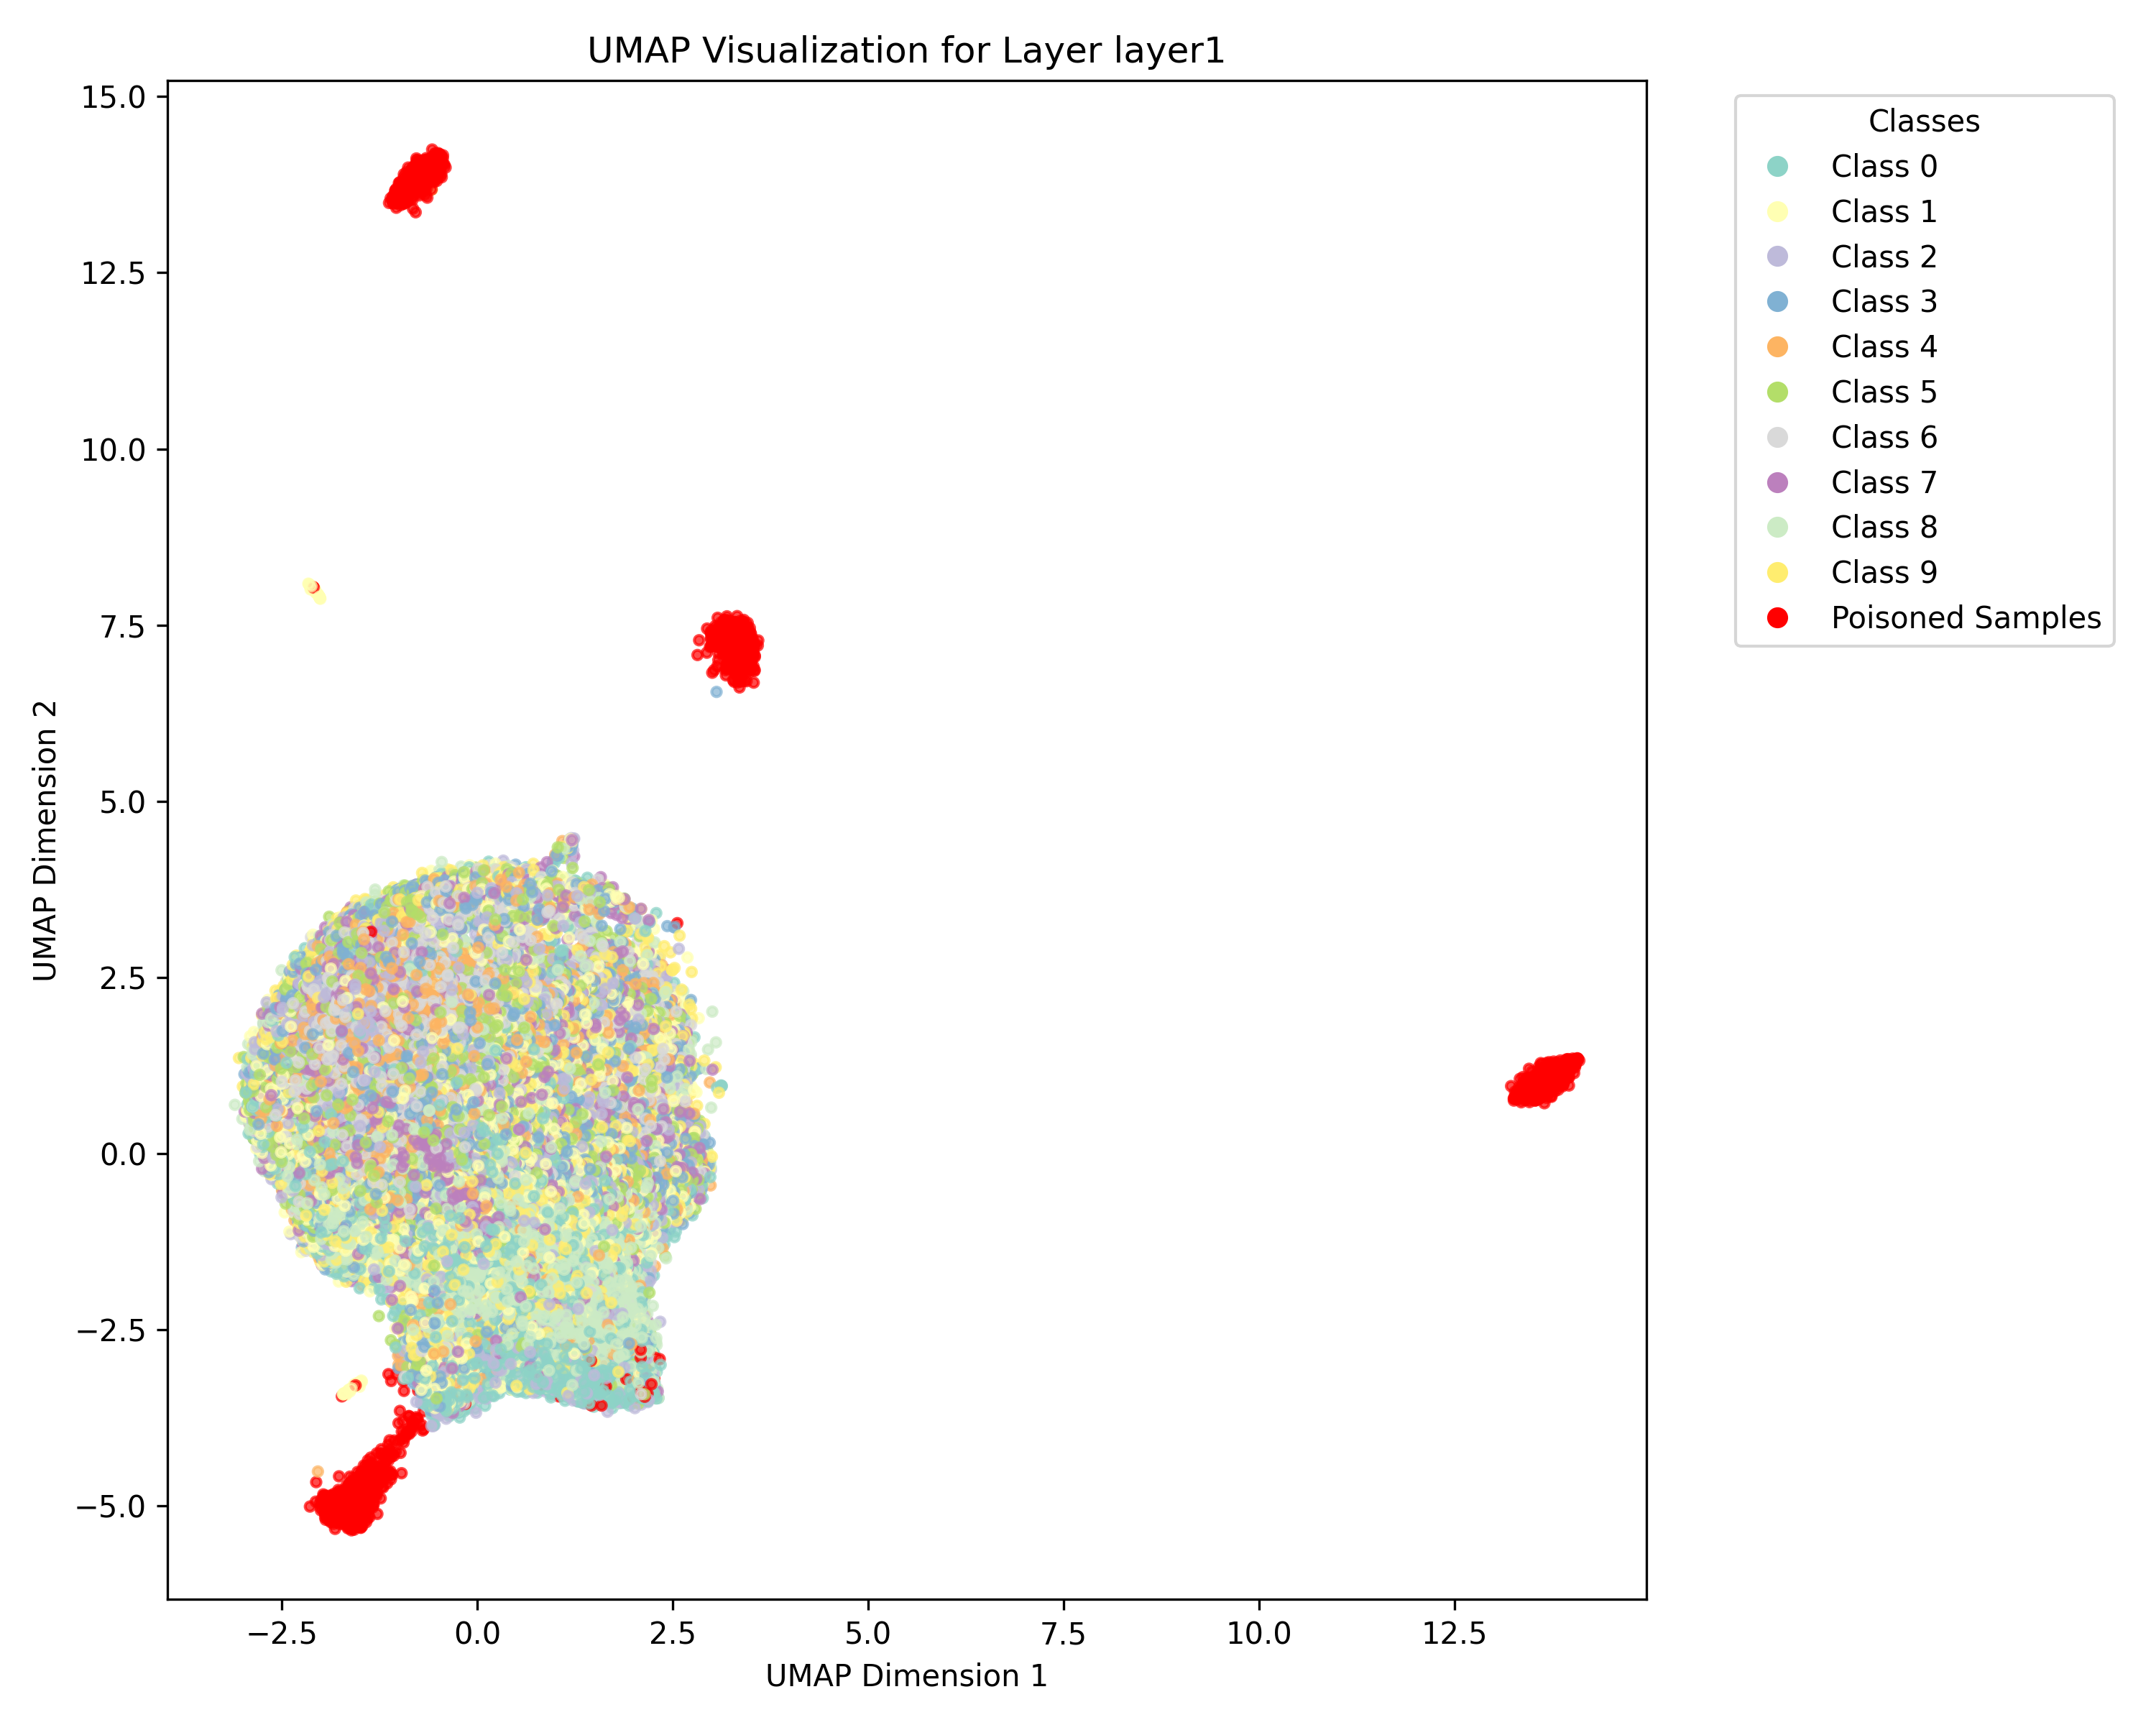 UMAP Visualization for Layer layer1
15.0
12.5
10.0
7.5
5.0
2.5
0.0
−2.5
−5.0
UMAP Dimension 2
−2.5
0.0
2.5
5.0
7.5
10.0
12.5
UMAP Dimension 1
Classes
Class 0
Class 1
Class 2
Class 3
Class 4
Class 5
Class 6
Class 7
Class 8
Class 9
Poisoned Samples